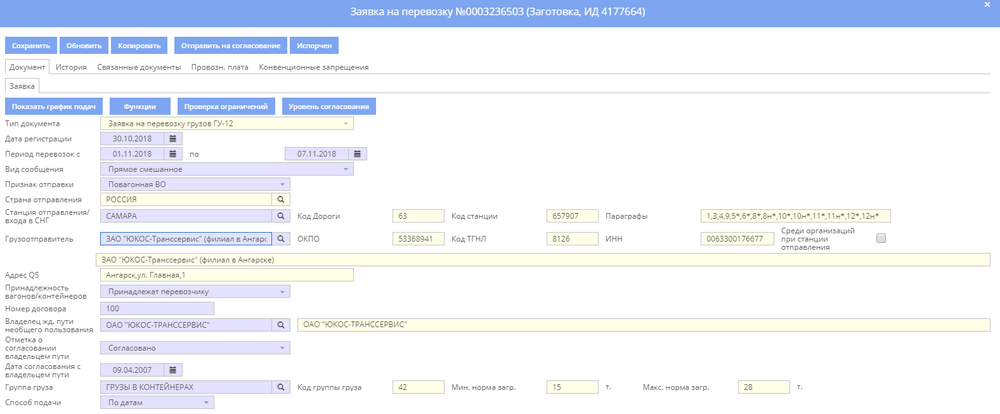 Заявка на перевозку №0003236503 (Заготовка, ИД 4177664)
Сохранить Обновить Копировать Отправить на согласование Испорчен
Документ История Связанные документы Провозн. плата Конвенционные запрещения
Заявка
Показать график подач Функции Проверка ограничений Уровень согласования
Тип документа Заявка на перевозку грузов ГУ-12
Дата регистрации 30.10.2018
Период перевозок с 01.11.2018 по 07.11.2018
Вид сообщения Прямое смешанное
Признак отправки Повагонная ВО
Страна отправления РОССИЯ
Станция отправления/
входа в СНГ САМАРА Код Дороги 63 Код станции 657907 Параграфы 1,3,4,9,5*,6*,8*,8н*,10*,10н*,11*,11н*,12*,12н*
Грузоотправитель ЗАО "ЮКОС-Транссервис" (филиал в Ангарс ОКПО 53368941 Код ТГНЛ 8126 ИНН 0063300176677 Среди организаций
при станции
отправления
ЗАО "ЮКОС-Транссервис" (филиал в Ангарске)
Адрес QS Ангарск,ул. Главная,1
Принадлежность
вагонов/контейнеров Принадлежат перевозчику
Номер договора 100
Владелец жд. пути
необщего пользования ОАО "ЮКОС-ТРАНССЕРВИС" ОАО "ЮКОС-ТРАНССЕРВИС"
Отметка о
согласовании
владельцем пути Согласовано
Дата согласования с
владельцем пути 09.04.2007
Группа груза ГРУЗЫ В КОНТЕЙНЕРАХ Код группы груза 42 Мин. норма загр. 15 т. Макс. норма загр. 28 т.
Способ подачи По датам